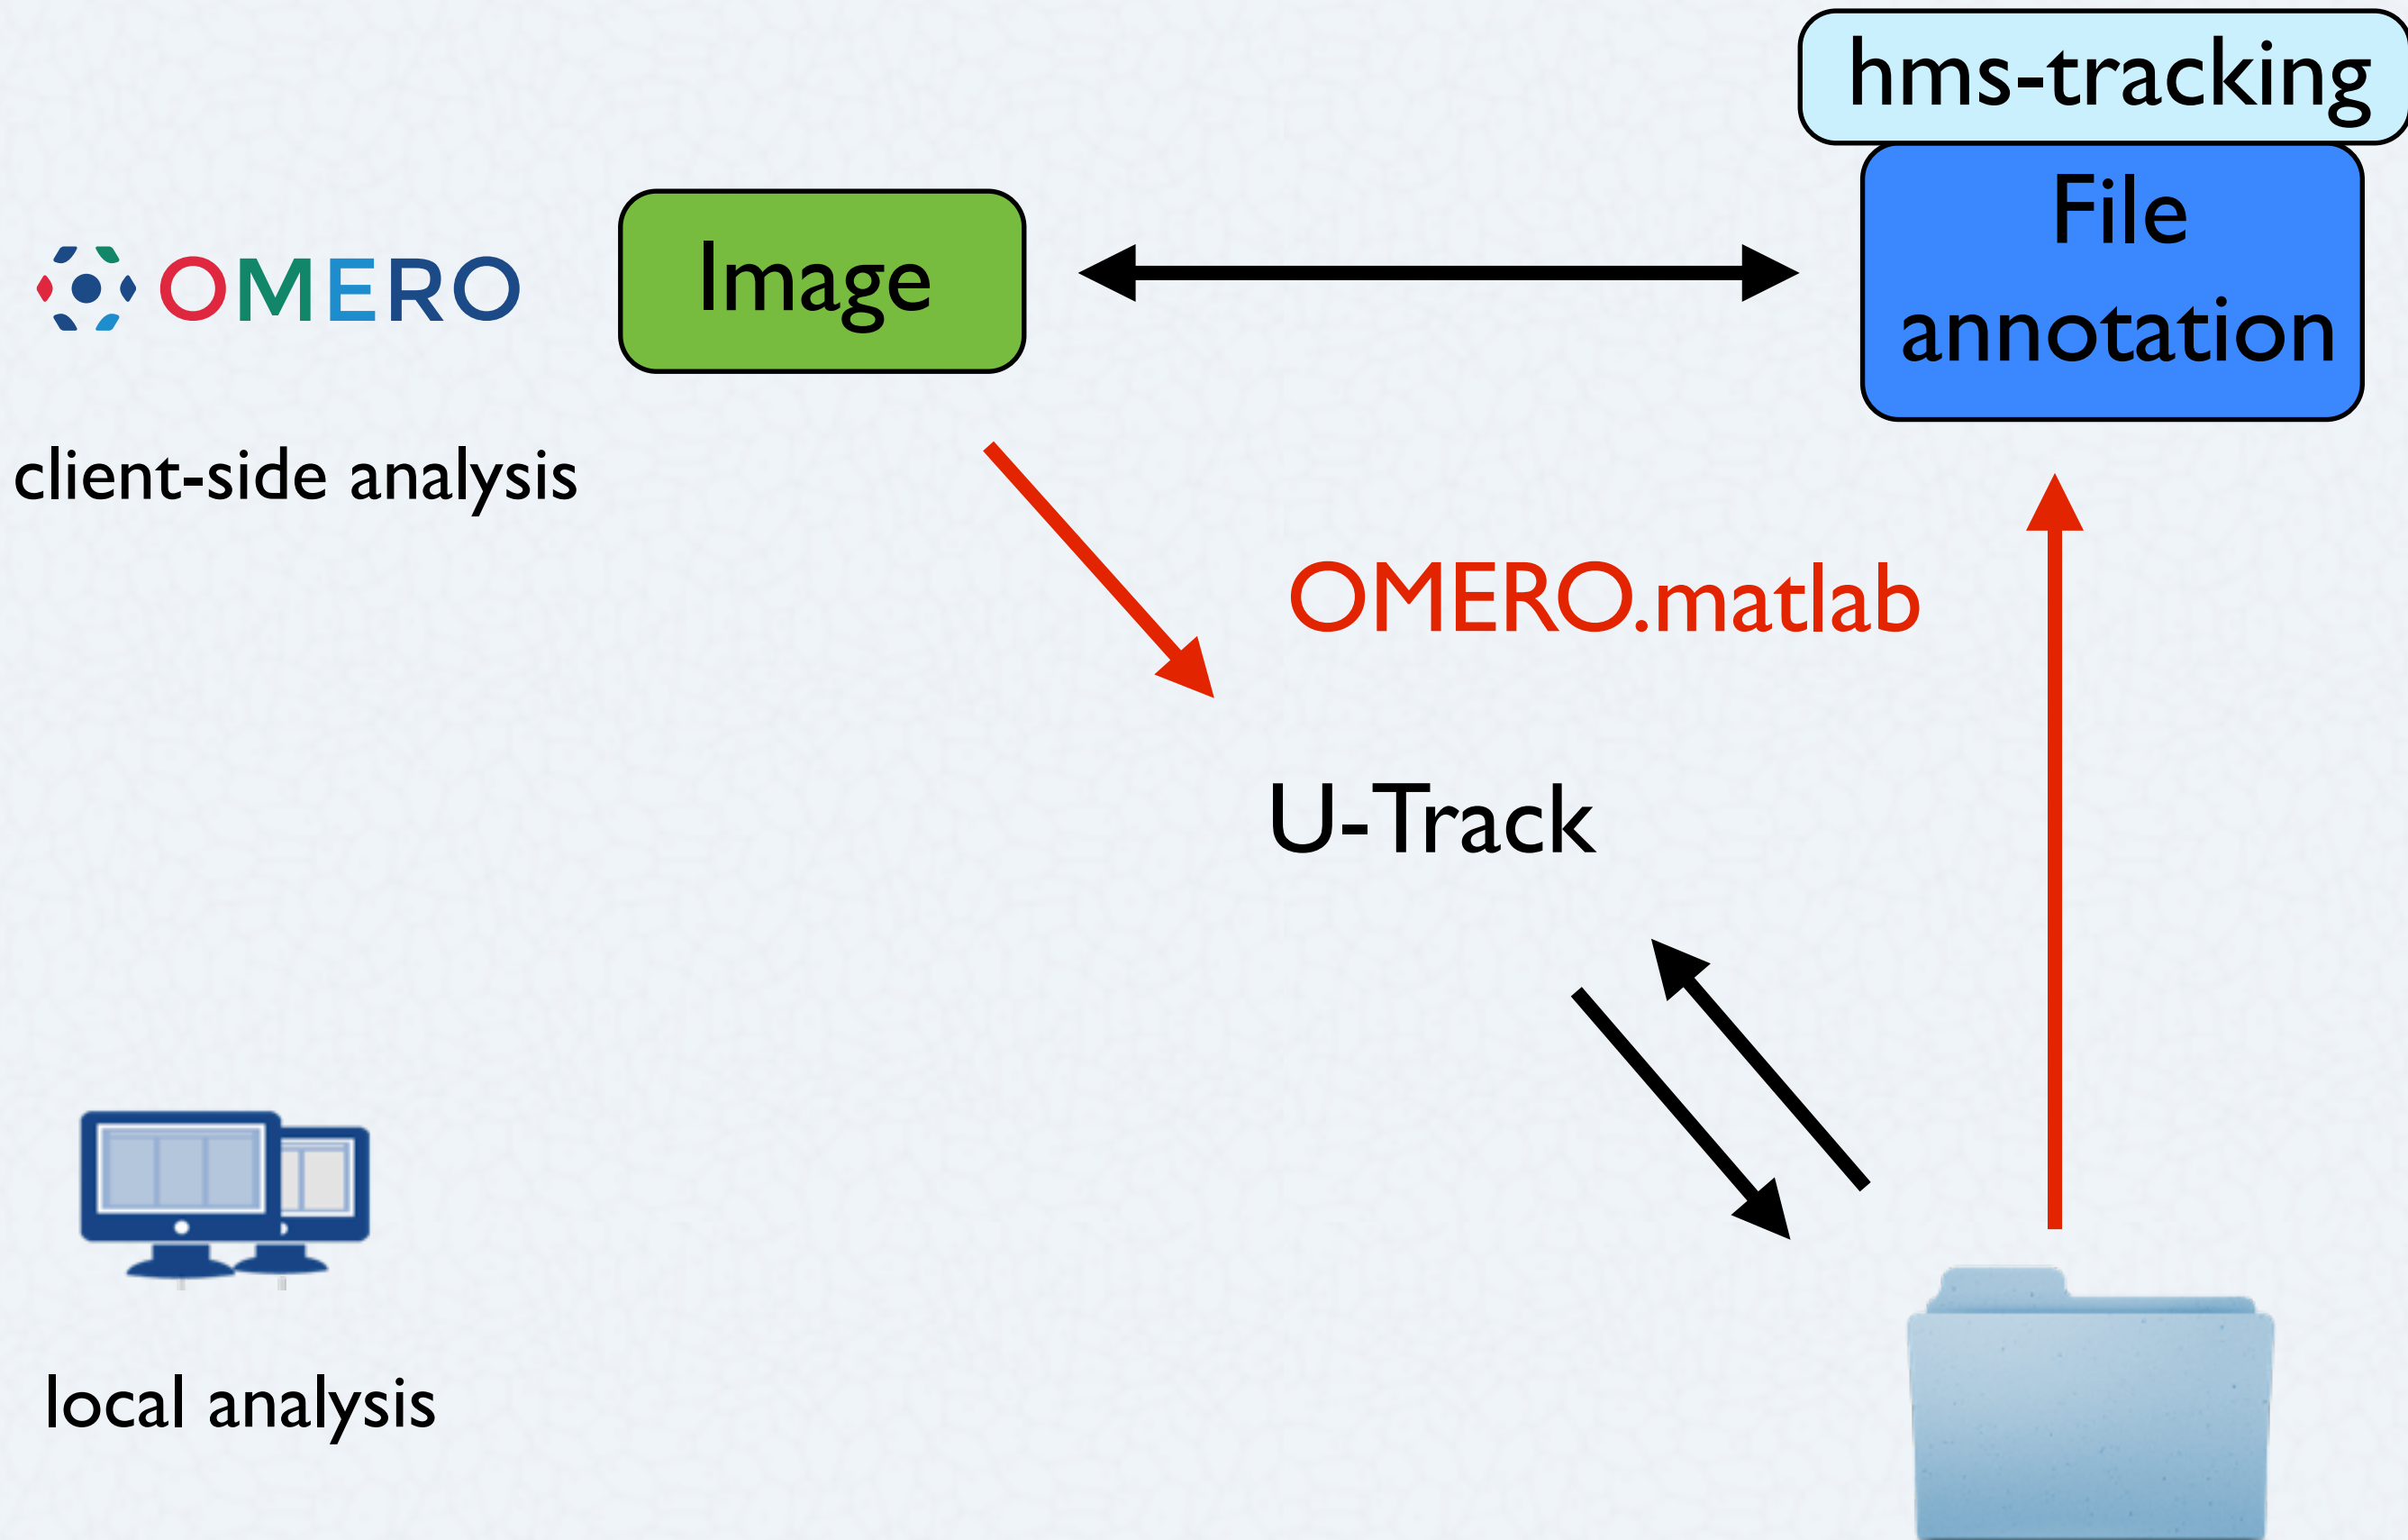 hms-tracking
File
annotation
Image
OMERO
client-side analysis
OMERO.matlab
U-Track
local analysis